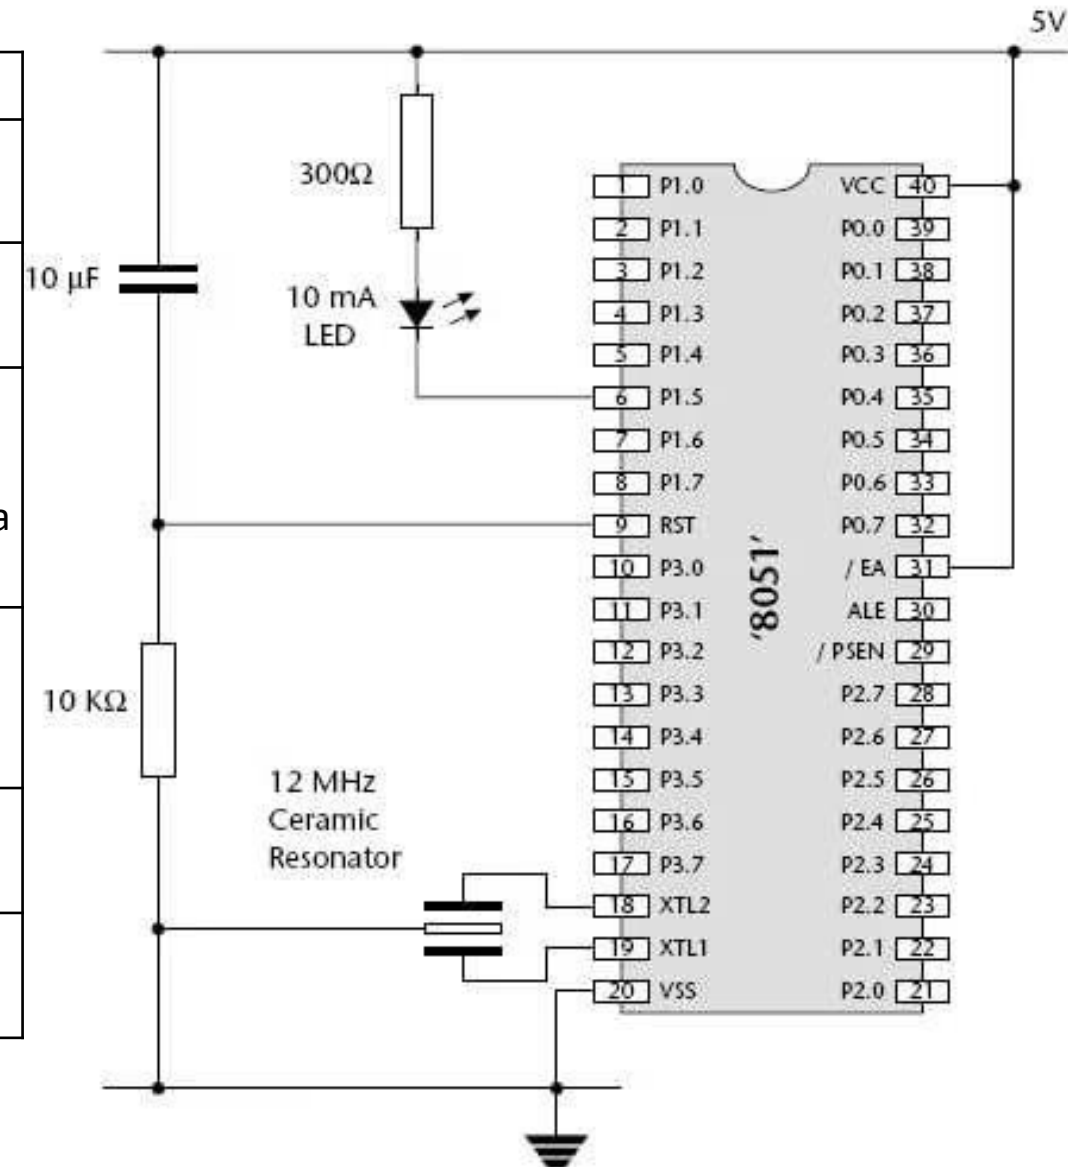 5V
300Ω
10 µF
10 mA
LED
a
10 KΩ
12 MHz
Ceramic
Resonator
1 P1.0
2 P1.1
3 P1.2
4 P1.3
5 P1.4
6 P1.5
7 P1.6
8 P1.7
9 RST
10 P3.0
11 P3.1
12 P3.2
13 P3.3
14 P3.4
15 P3.5
16 P3.6
17 P3.7
18 XTL2
19 XTL1
20 VSS
'8051'
VCC 40
P0.0 39
P0.1 38
P0.2 37
P0.3 36
P0.4 35
P0.5 34
P0.6 33
P0.7 32
/ EA 31
ALE 30
/ PSEN 29
P2.7 28
P2.6 27
P2.5 26
P2.4 25
P2.3 24
P2.2 23
P2.1 22
P2.0 21